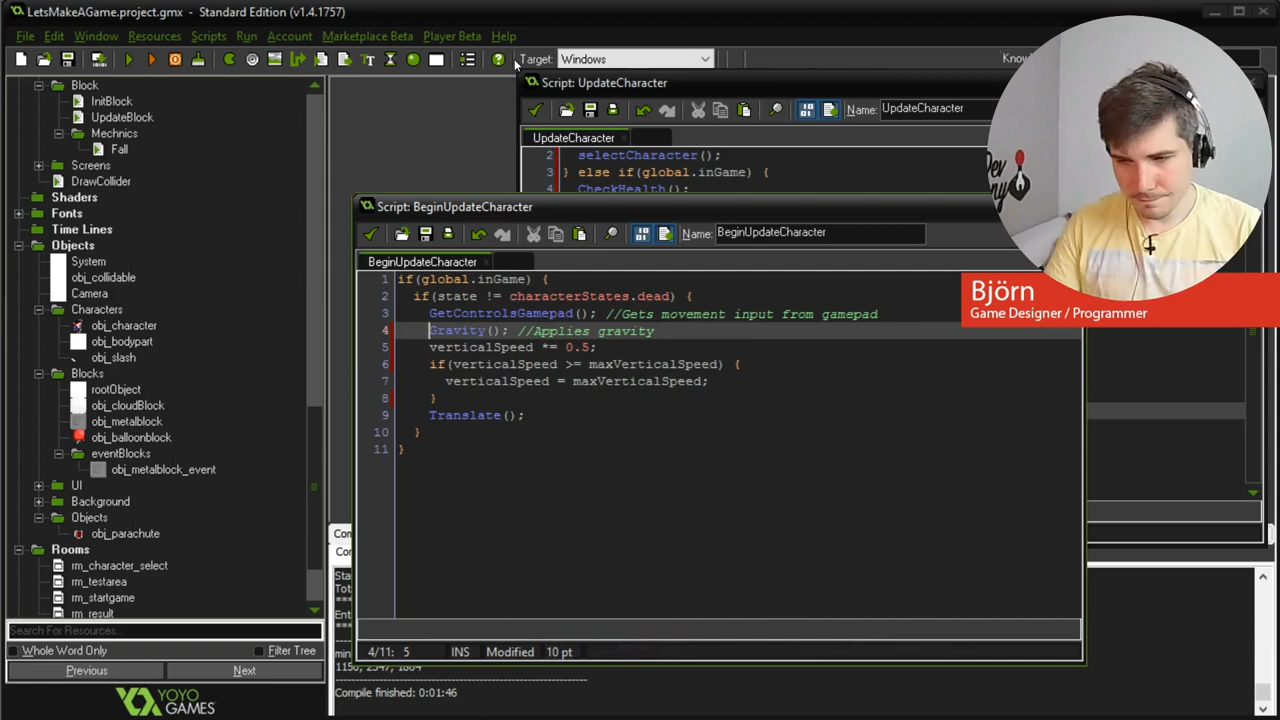 LetsMakeAGame.project.gmx - Standard Edition (v1.4.1757)
File Edit Window Resources Scripts Run Account Marketplace Beta Player Beta Help
Target: Windows
Block
InitBlock
UpdateBlock
Mechnics
Fall
Screens
DrawCollider
Shaders
Fonts
Time Lines
Objects
System
obj_collidable
Camera
Characters
obj_character
obj_bodypart
obj_slash
Blocks
rootObject
obj_cloudBlock
obj_metalblock
obj_balloonblock
eventBlocks
obj_metalblock_event
UI
Background
Objects
obj_parachute
Rooms
rm_character_select
rm_testarea
rm_startgame
rm_result
Search For Resources...
Whole Word Only Filter Tree
Previous Next
YOYO
GAMES
Script: UpdateCharacter
Name: UpdateCharacter
UpdateCharacter
2 selectCharacter();
3 } else if(global.inGame) {
4 CheckHealth();
Script: BeginUpdateCharacter
Name: BeginUpdateCharacter
BeginUpdateCharacter
1 if(global.inGame) {
2 if(state != characterStates.dead) {
3 GetControlsGamepad(); //Gets movement input from gamepad
4 Gravity(); //Applies gravity
5 verticalSpeed *= 0.5;
6 if(verticalSpeed >= maxVerticalSpeed) {
7 verticalSpeed = maxVerticalSpeed;
8 }
9 Translate();
10 }
11 }
4/11: 5 INS Modified 10 pt
Compile finished: 0:01:46
Björn
Game Designer / Programmer